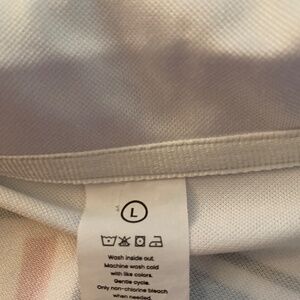 L
Wash inside out.
Machine wash cold
with like colors.
Gentle cycle.
Only non-chlorine bleach
when needed.